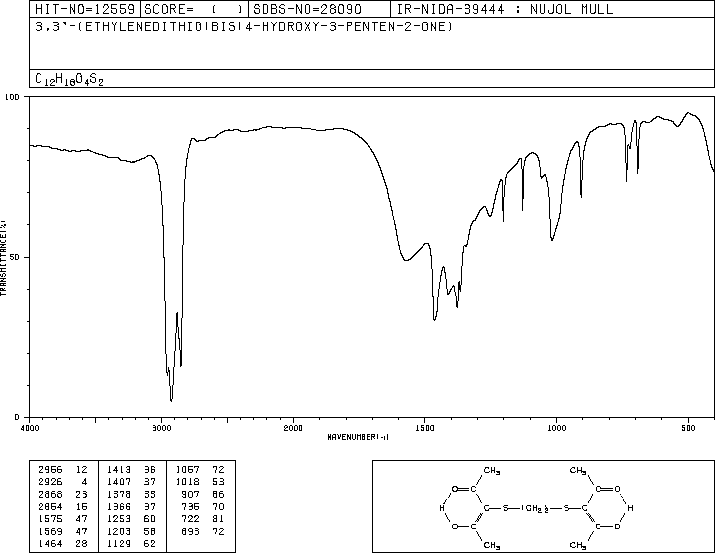 HIT-NO=12559 SCORE= ( ) SDBS-NO=28090 IR-NIDA-39444 : NUJOL MULL
3,3'-(ETHYLENEDITHIO)BIS(4-HYDROXY-3-PENTEN-2-ONE)
C12H18O4S2
100
50
0
TRANSMITTANCE(%)
4000 3000 2000 1500 1000 500
WAVENUMBER(-1)
2956 12 1413 36 1057 72
2926 4 1407 37 1018 53
2868 23 1378 33 907 66
2854 15 1366 37 736 70
1575 47 1253 60 722 81
1569 47 1203 58 693 72
1464 28 1129 62
CH3 CH3
O C C O
H C S (CH2)2 S C H
O C C O
CH3 CH3